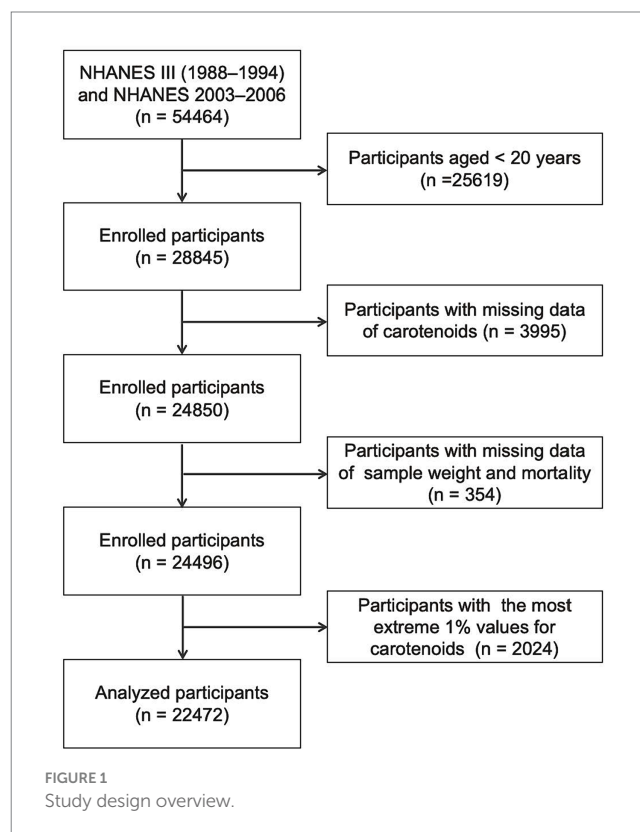 NHANES III (1988–1994)
and NHANES 2003–2006
(n = 54464)
Participants aged < 20 years
(n =25619)
Enrolled participants
(n = 28845)
Participants with missing data
of carotenoids (n = 3995)
Enrolled participants
(n = 24850)
Participants with missing data
of sample weight and mortality
(n = 354)
Enrolled participants
(n = 24496)
Participants with the most
extreme 1% values for
carotenoids (n = 2024)
Analyzed participants
(n = 22472)
FIGURE 1
Study design overview.